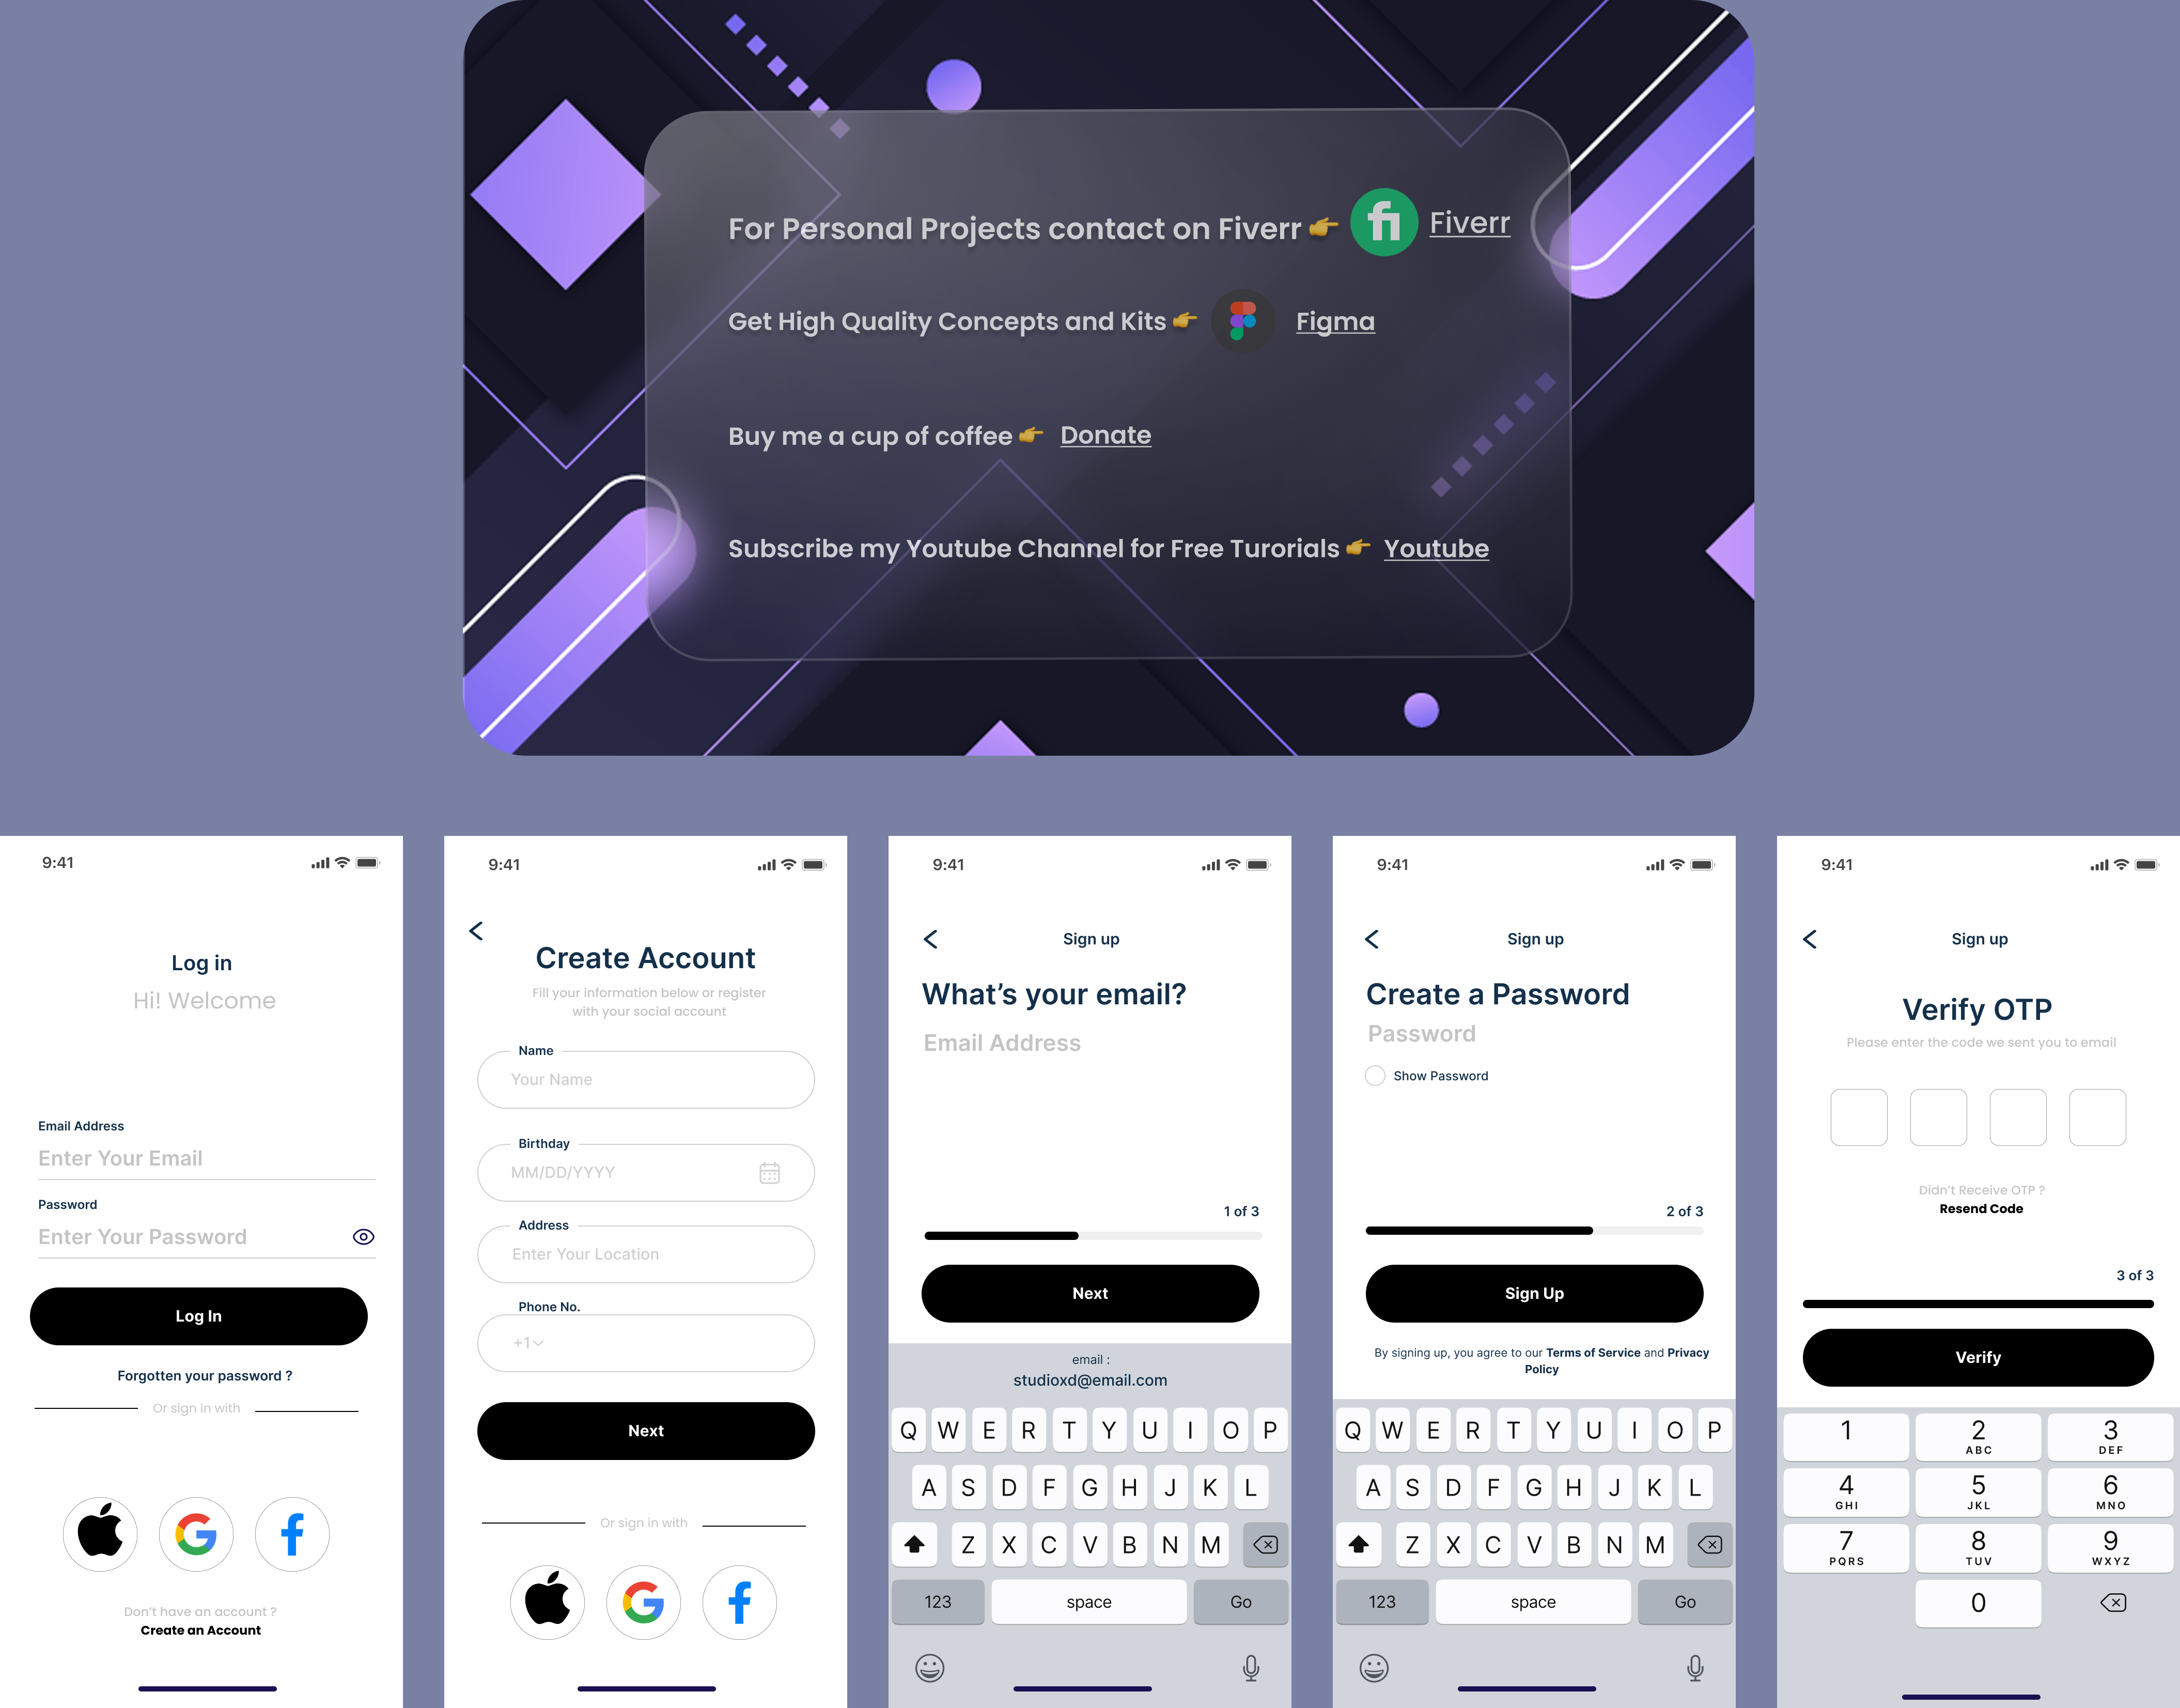 For Personal Projects contact on Fiverr 👉 fi Fiverr
Get High Quality Concepts and Kits 👉 Figma
Buy me a cup of coffee 👉 Donate
Subscribe my Youtube Channel for Free Turorials 👉 Youtube
9:41
Log in
Hi! Welcome
Email Address
Enter Your Email
Password
Enter Your Password
Log In
Forgotten your password ?
Or sign in with
Don't have an account ?
Create an Account
9:41
Create Account
Fill your information below or register
with your social account
Name
Your Name
Birthday
MM/DD/YYYY
Address
Enter Your Location
Phone No.
+1
Next
Or sign in with
9:41
Sign up
What's your email?
Email Address
1 of 3
Next
email :
studioxd@email.com
Q W E R T Y U I O P
A S D F G H J K L
Z X C V B N M
123 space Go
9:41
Sign up
Create a Password
Password
Show Password
2 of 3
Sign Up
By signing up, you agree to our Terms of Service and Privacy
Policy
Q W E R T Y U I O P
A S D F G H J K L
Z X C V B N M
123 space Go
9:41
Sign up
Verify OTP
Please enter the code we sent you to email
Didn't Receive OTP ?
Resend Code
3 of 3
Verify
1 2 3
ABC DEF
4 5 6
GHI JKL MNO
7 8 9
PQRS TUV WXYZ
0